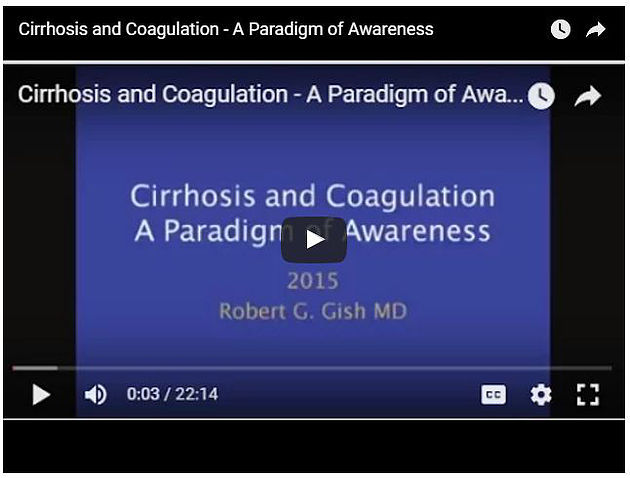 Cirrhosis and Coagulation - A Paradigm of Awareness
Cirrhosis and Coagulation - A Paradigm of Awa...
Cirrhosis and Coagulation
A Paradigm of Awareness
2015
Robert G. Gish MD
0:03 / 22:14
CC